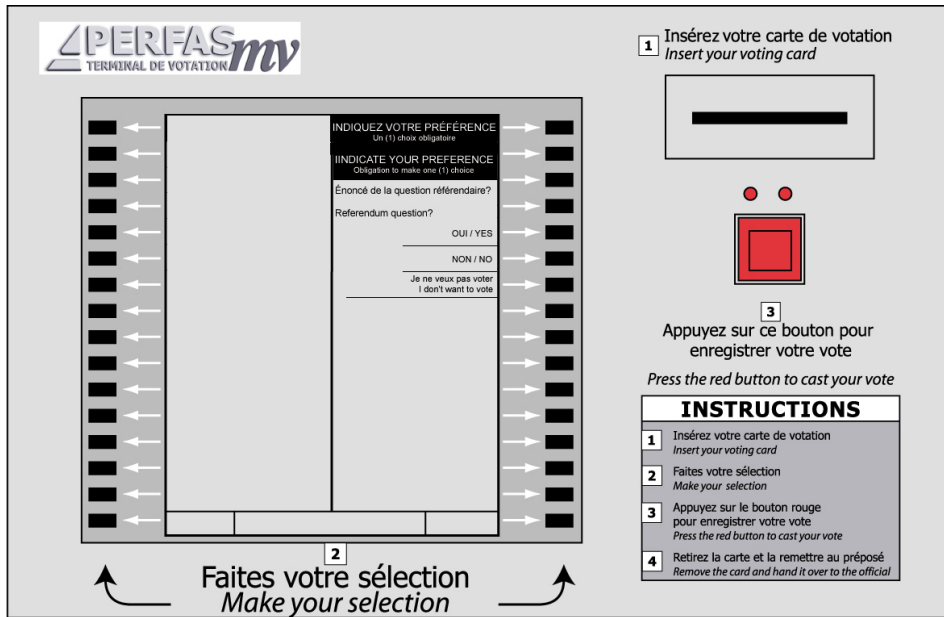 PERFAS mv
TERMINAL DE VOTATION
INDIQUEZ VOTRE PRÉFÉRENCE
Un (1) choix obligatoire
IINDICATE YOUR PREFERENCE
Obligation to make one (1) choice
Énoncé de la question référendaire?
Referendum question?
OUI / YES
NON / NO
Je ne veux pas voter
I don't want to vote
2
Faites votre sélection
Make your selection
1
Insérez votre carte de votation
Insert your voting card
3
Appuyez sur ce bouton pour
enregistrer votre vote
Press the red button to cast your vote
INSTRUCTIONS
1 Insérez votre carte de votation
Insert your voting card
2 Faites votre sélection
Make your selection
3 Appuyez sur le bouton rouge
pour enregistrer votre vote
Press the red button to cast your vote
4 Retirez la carte et la remettre au préposé
Remove the card and hand it over to the official